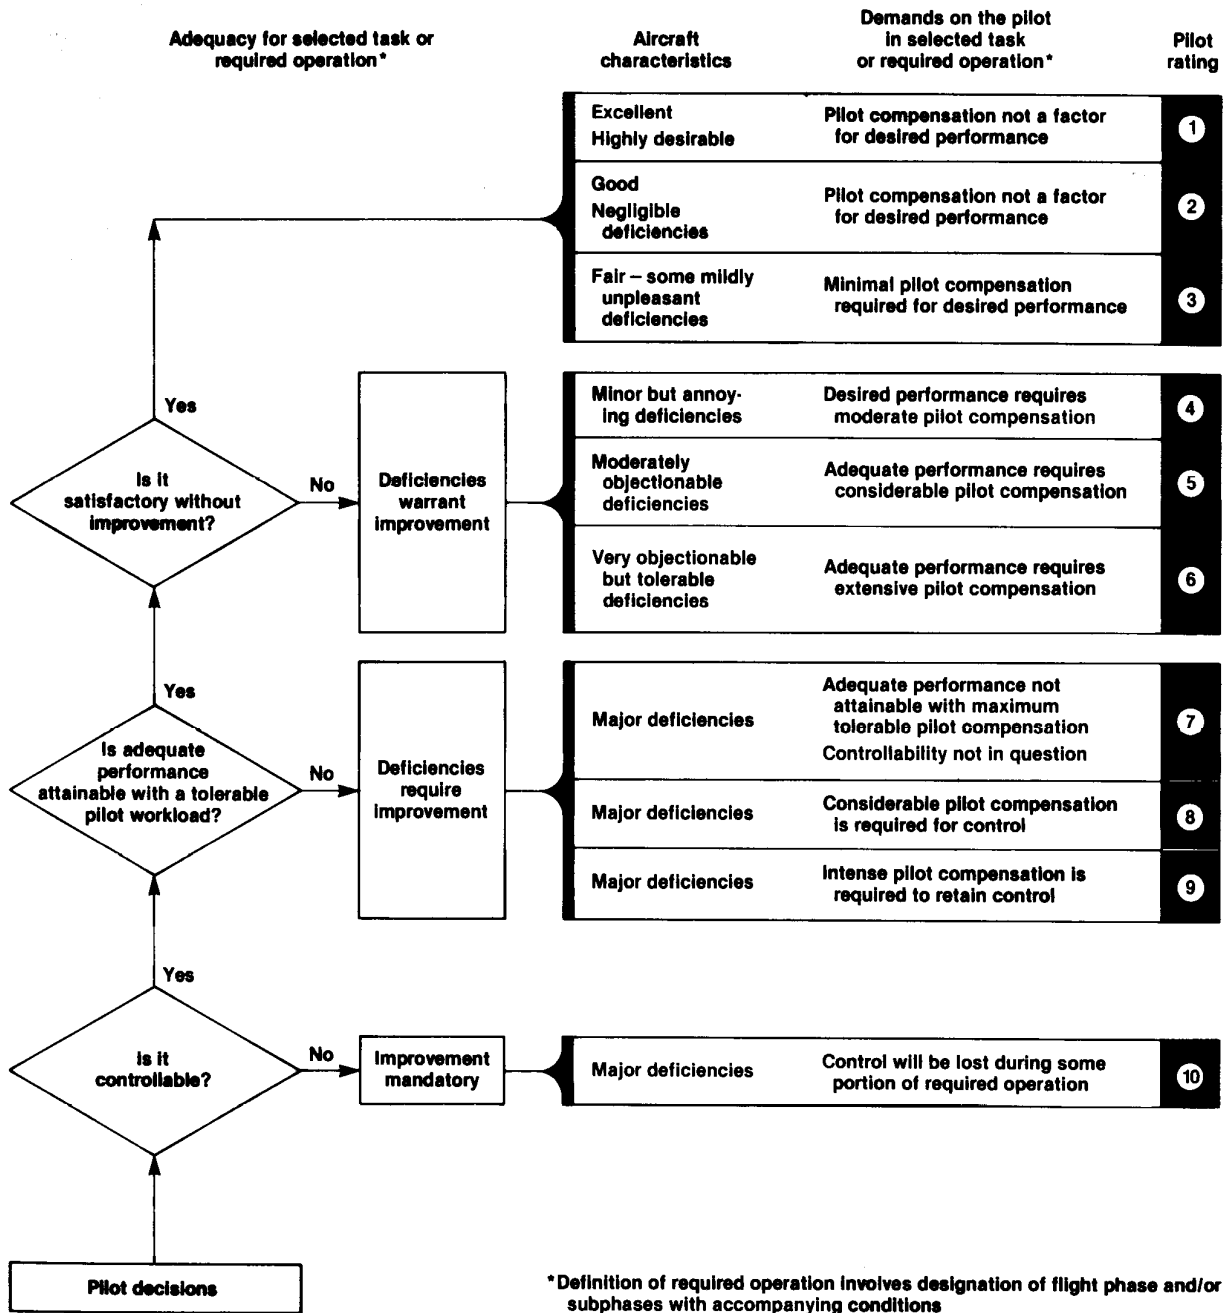 Adequacy for selected task or
required operation*
Aircraft
characteristics
Demands on the pilot
in selected task
or required operation*
Pilot
rating
Excellent
Highly desirable
Pilot compensation not a factor
for desired performance
1
Good
Negligible
deficiencies
Pilot compensation not a factor
for desired performance
2
Fair – some mildly
unpleasant
deficiencies
Minimal pilot compensation
required for desired performance
3
Yes
Is it
satisfactory without
improvement?
No
Deficiencies
warrant
improvement
Minor but annoy-
ing deficiencies
Desired performance requires
moderate pilot compensation
4
Moderately
objectionable
deficiencies
Adequate performance requires
considerable pilot compensation
5
Very objectionable
but tolerable
deficiencies
Adequate performance requires
extensive pilot compensation
6
Yes
Is adequate
performance
attainable with a tolerable
pilot workload?
No
Deficiencies
require
improvement
Major deficiencies
Adequate performance not
attainable with maximum
tolerable pilot compensation
Controllability not in question
7
Major deficiencies
Considerable pilot compensation
is required for control
8
Major deficiencies
Intense pilot compensation is
required to retain control
9
Yes
Is it
controllable?
No
Improvement
mandatory
Major deficiencies
Control will be lost during some
portion of required operation
10
Pilot decisions
*Definition of required operation involves designation of flight phase and/or
subphases with accompanying conditions